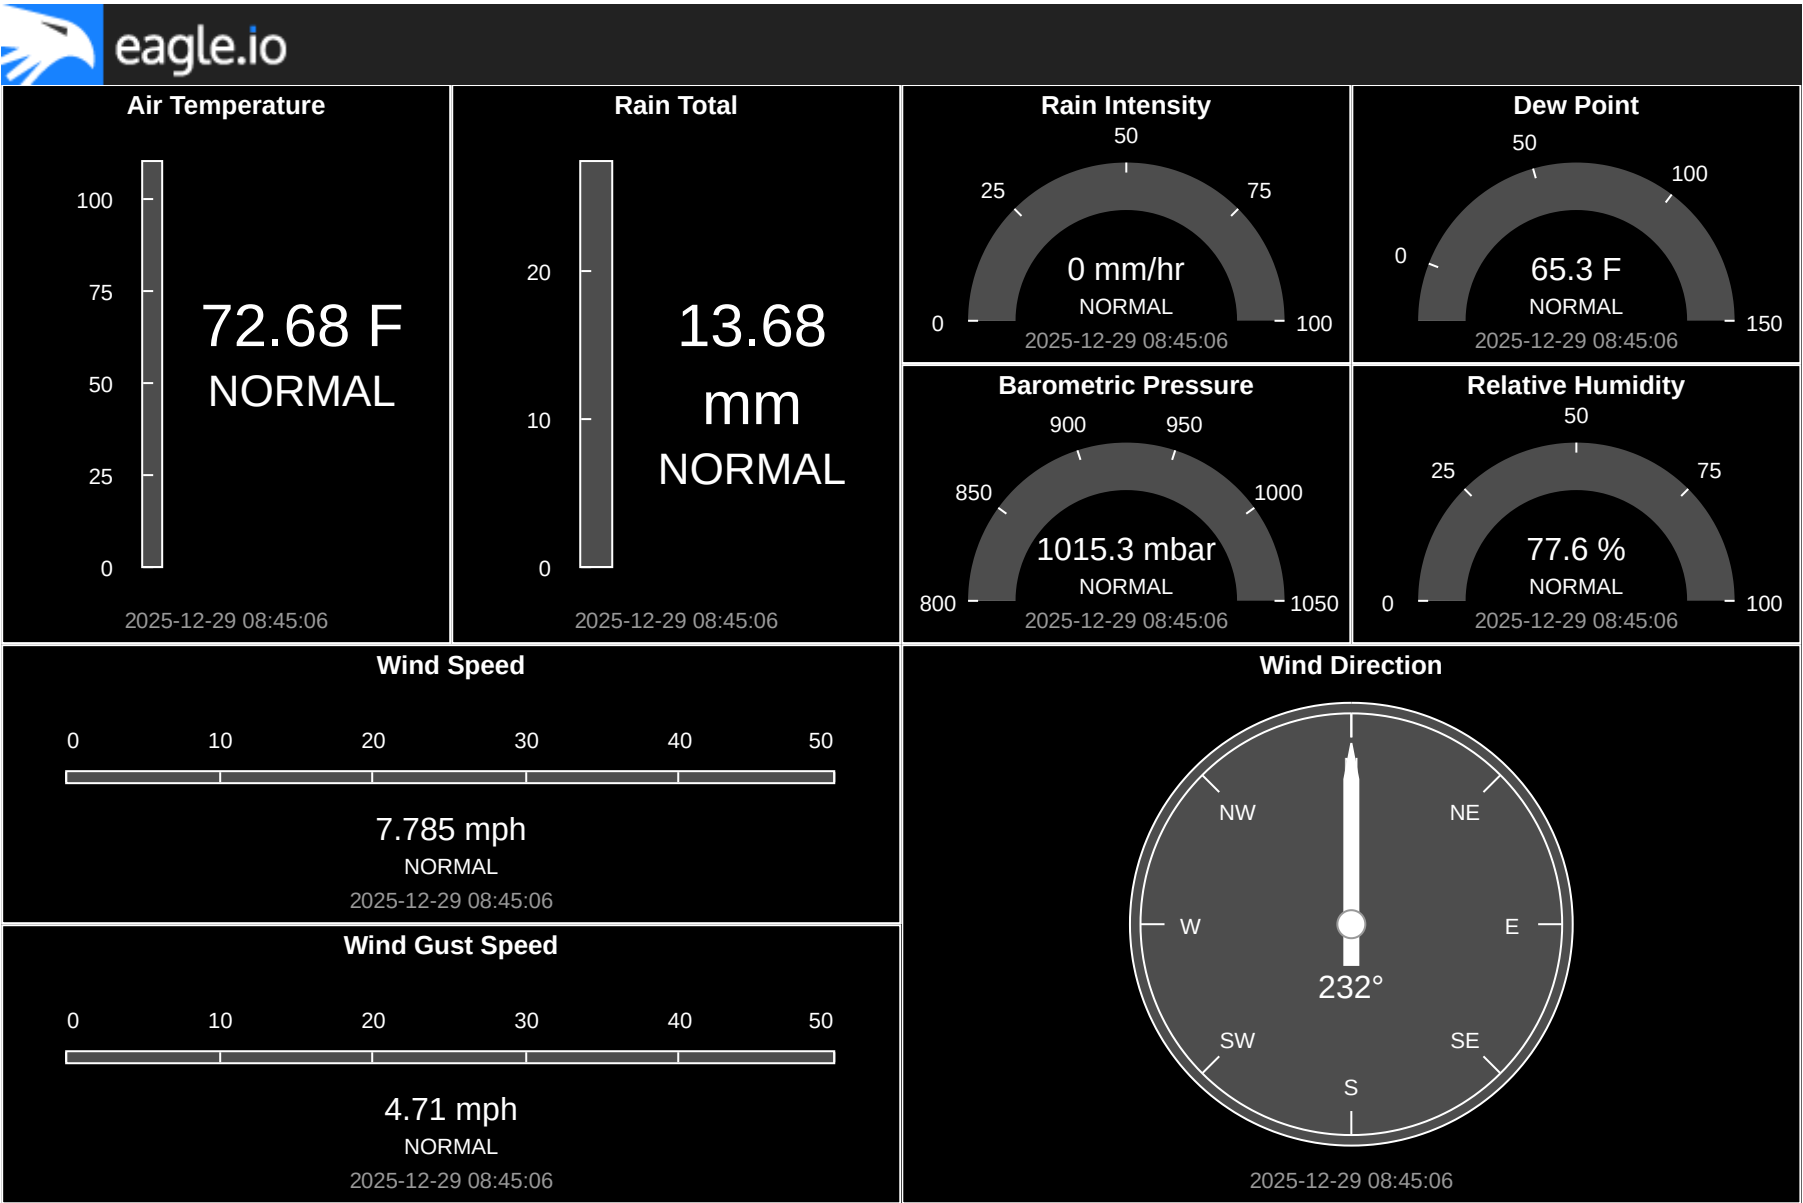 eagle.io
Air Temperature
100
75
50
25
0
72.68 F
NORMAL
2025-12-29 08:45:06
Rain Total
20
10
0
13.68
mm
NORMAL
2025-12-29 08:45:06
Rain Intensity
50
25
75
0
100
0 mm/hr
NORMAL
2025-12-29 08:45:06
Dew Point
50
100
0
150
65.3 F
NORMAL
2025-12-29 08:45:06
Barometric Pressure
900
950
850
1000
800
1050
1015.3 mbar
NORMAL
2025-12-29 08:45:06
Relative Humidity
50
25
75
0
100
77.6 %
NORMAL
2025-12-29 08:45:06
Wind Speed
0 10 20 30 40 50
7.785 mph
NORMAL
2025-12-29 08:45:06
Wind Gust Speed
0 10 20 30 40 50
4.71 mph
NORMAL
2025-12-29 08:45:06
Wind Direction
NW NE
W E
232°
SW SE
S
2025-12-29 08:45:06